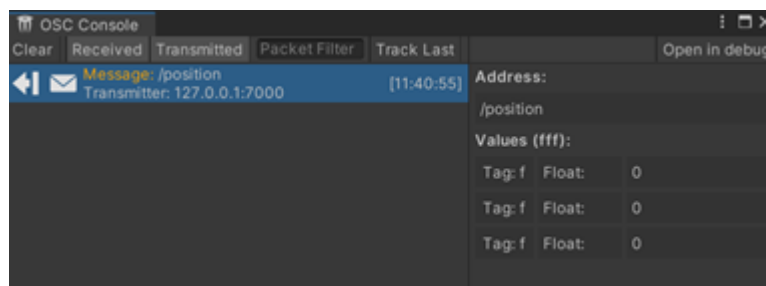 OSC Console
Clear Received Transmitted Packet Filter Track Last Open in debug
Message: /position
Transmitter: 127.0.0.1:7000
[11:40:55]
Address:
/position
Values (fff):
Tag: f Float: 0
Tag: f Float: 0
Tag: f Float: 0